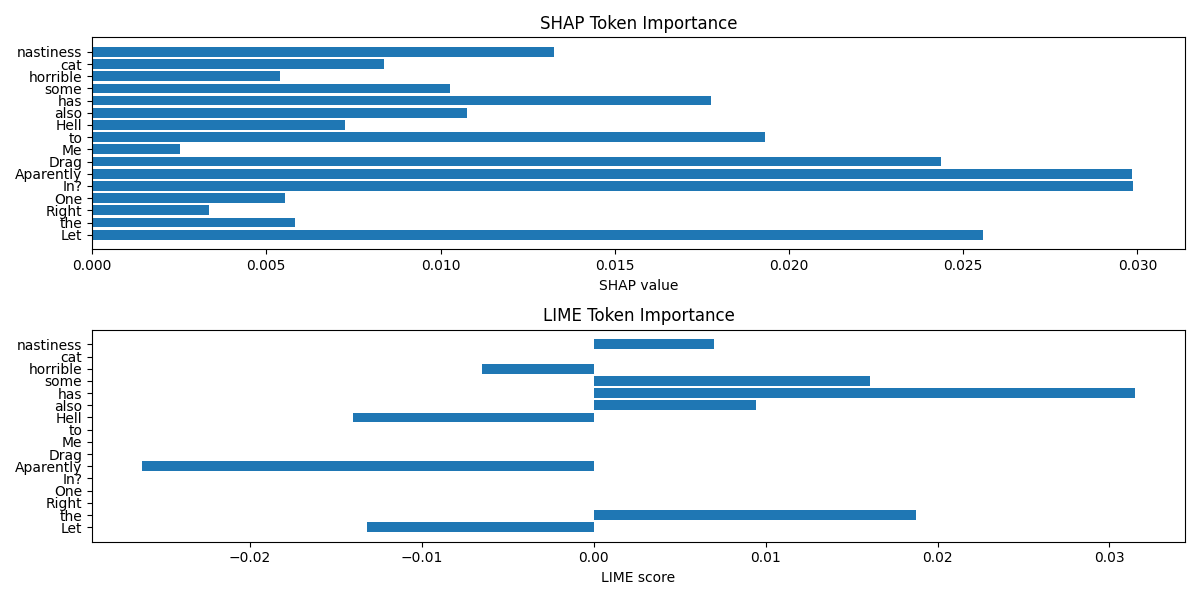 SHAP Token Importance
nastiness
cat
horrible
some
has
also
Hell
to
Me
Drag
Aparently
In?
One
Right
the
Let
0.000 0.005 0.010 0.015 0.020 0.025 0.030
SHAP value
LIME Token Importance
nastiness
cat
horrible
some
has
also
Hell
to
Me
Drag
Aparently
In?
One
Right
the
Let
−0.02 −0.01 0.00 0.01 0.02 0.03
LIME score